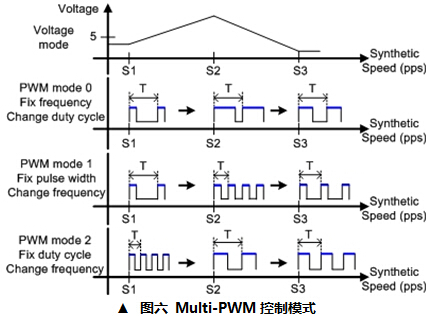 Voltage
Voltage mode
5
S1 S2 S3
Synthetic Speed (pps)
PWM mode 0
Fix frequency
Change duty cycle
T T T
S1 S2 S3
Synthetic Speed (pps)
PWM mode 1
Fix pulse width
Change frequency
T T T
S1 S2 S3
Synthetic Speed (pps)
PWM mode 2
Fix duty cycle
Change frequency
T T T
S1 S2 S3
Synthetic Speed (pps)
▲ 图六 Multi-PWM 控制模式